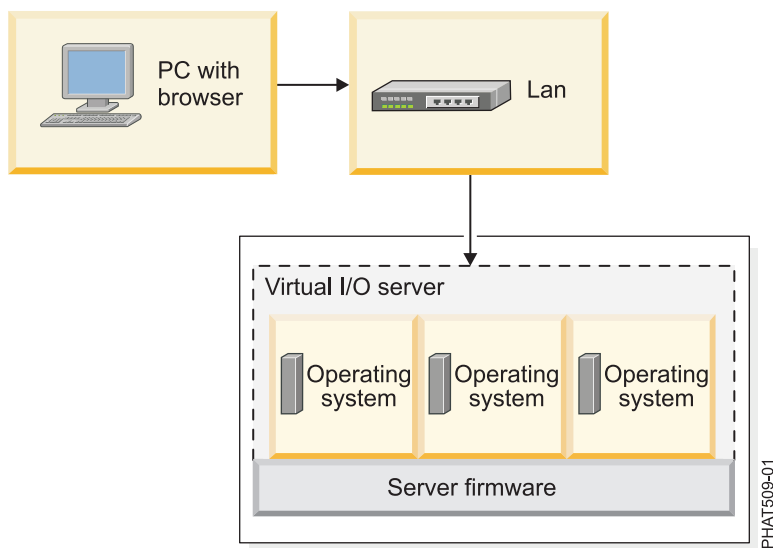 PC with
browser
Lan
Virtual I/O server
Operating
system
Operating
system
Operating
system
Server firmware
PHAT509-01